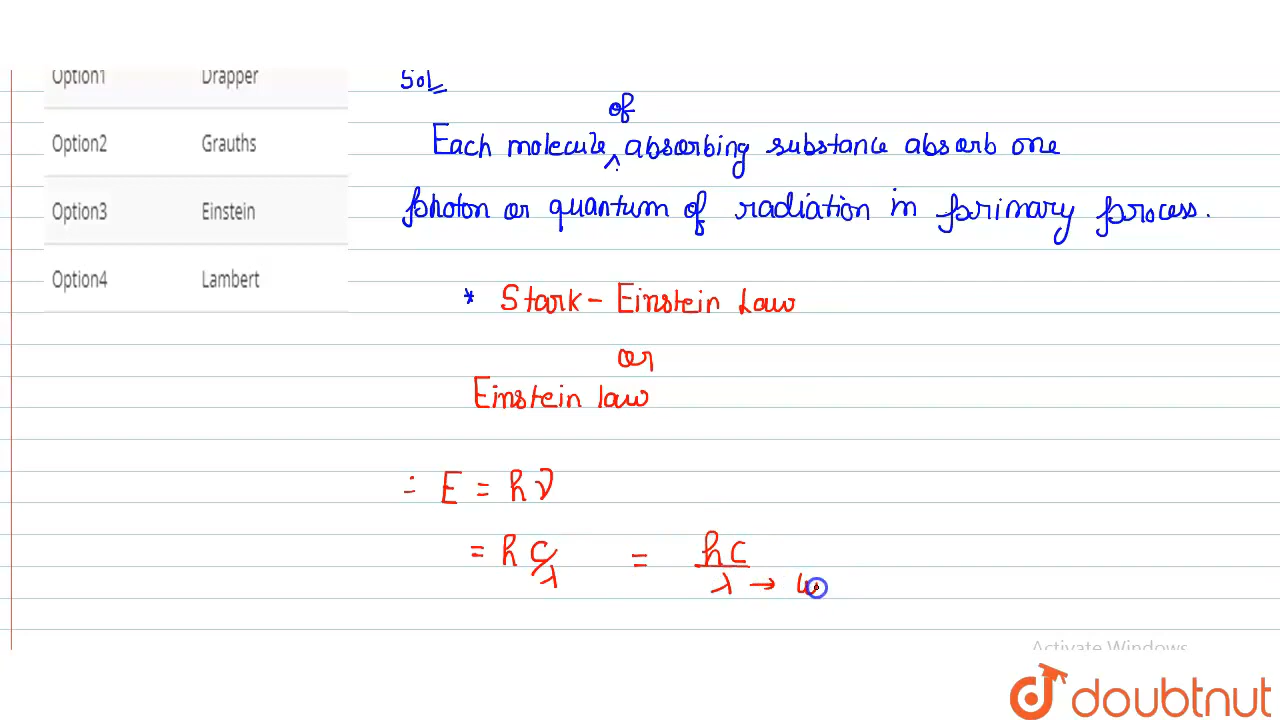 Option1 Drapper
Option2 Grauths
Option3 Einstein
Option4 Lambert
Sol
of
Each molecule ^ absorbing substance absorb one
photon or quantum of radiation in primary process.
* Stark - Einstein Law
or
Einstein law
∴ E = hν
= h c/λ = hc/λ → w
Activate Windows
doubtnut